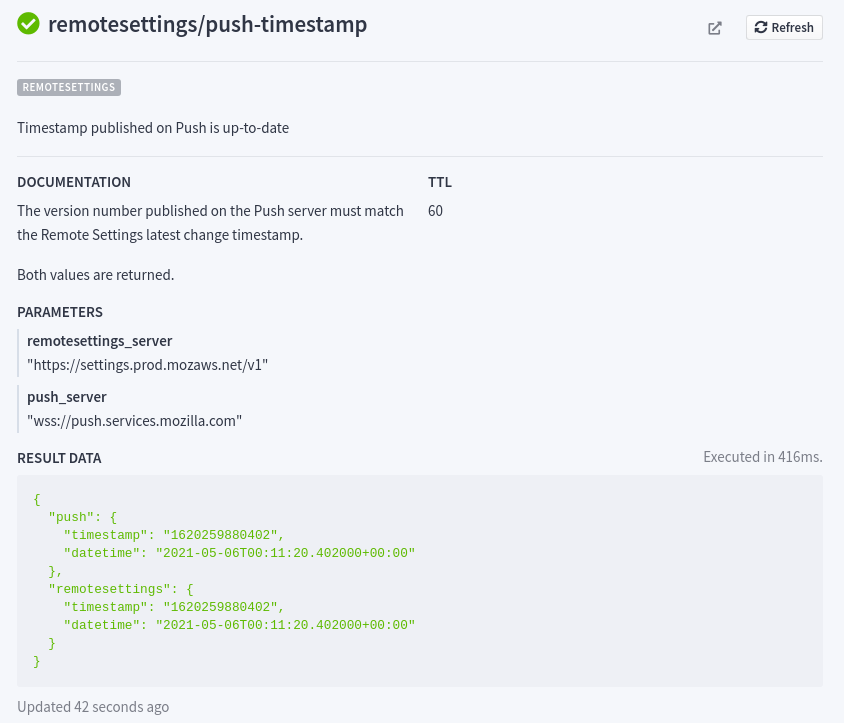 remotesettings/push-timestamp
Refresh
REMOTESETTINGS
Timestamp published on Push is up-to-date
DOCUMENTATION
The version number published on the Push server must match
the Remote Settings latest change timestamp.
Both values are returned.
TTL
60
PARAMETERS
remotesettings_server
"https://settings.prod.mozaws.net/v1"
push_server
"wss://push.services.mozilla.com"
RESULT DATA
Executed in 416ms.
{
  "push": {
    "timestamp": "1620259880402",
    "datetime": "2021-05-06T00:11:20.402000+00:00"
  },
  "remotesettings": {
    "timestamp": "1620259880402",
    "datetime": "2021-05-06T00:11:20.402000+00:00"
  }
}
Updated 42 seconds ago